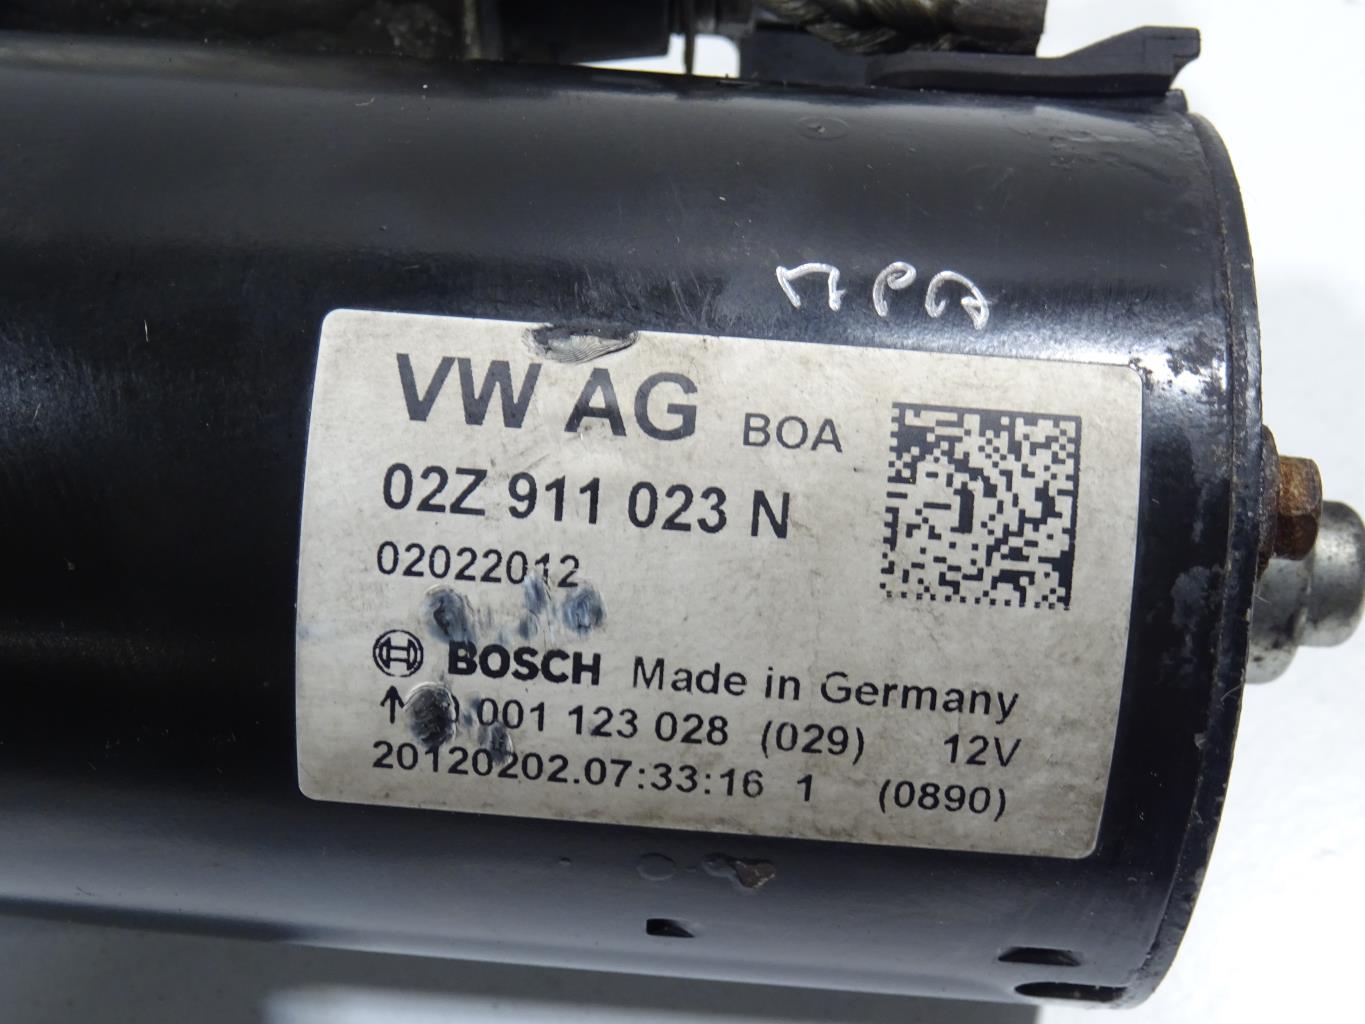 VW AG BOA
02Z 911 023 N
02022012
BOSCH Made in Germany
001 123 028 (029) 12V
20120202.07:33:16 1 (0890)